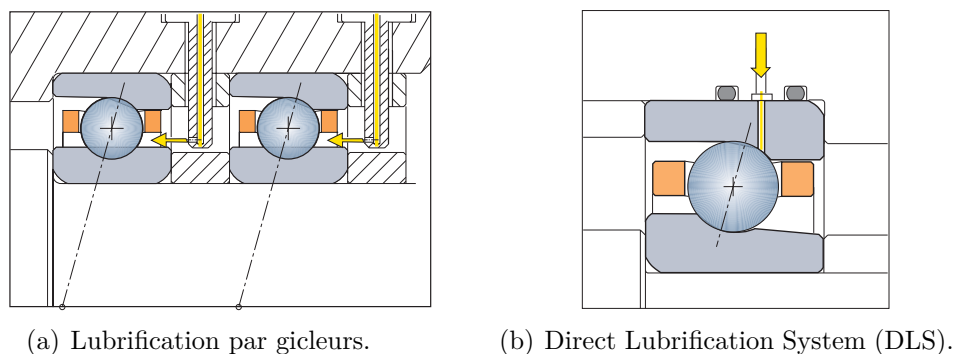 (a) Lubrification par gicleurs.
(b) Direct Lubrification System (DLS).